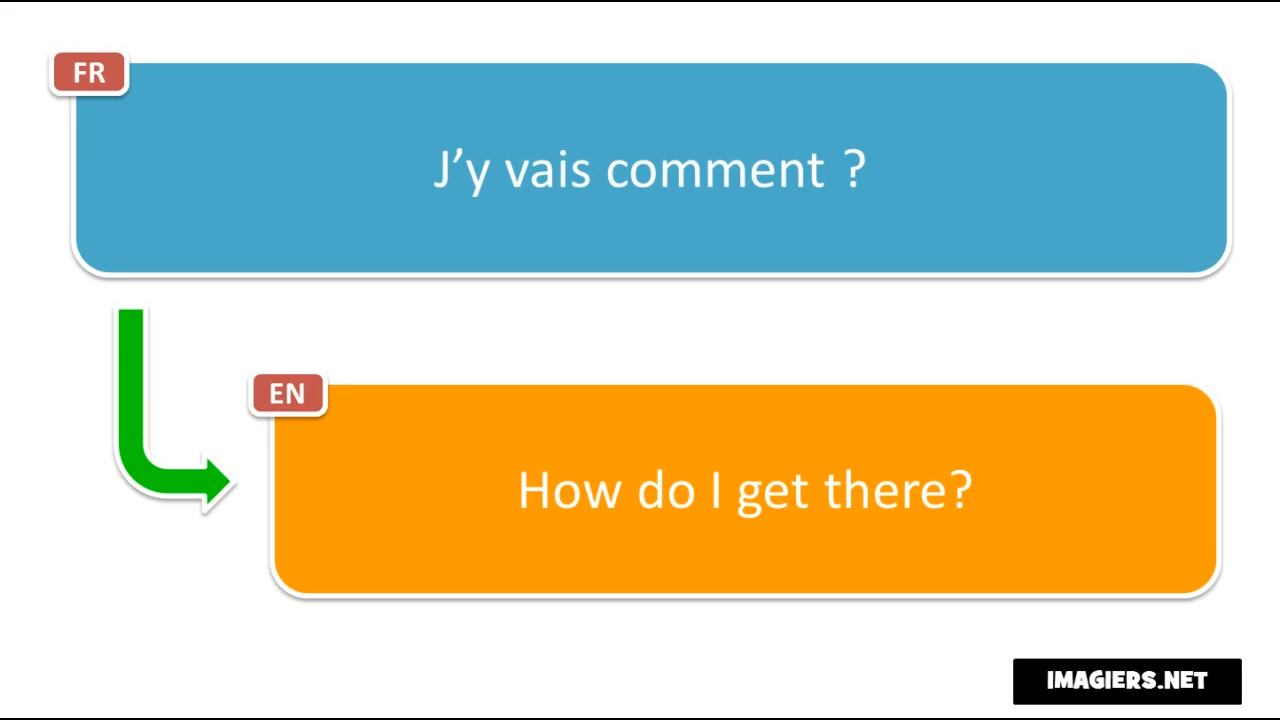 FR
J’y vais comment ?
EN
How do I get there?
IMAGIERS.NET